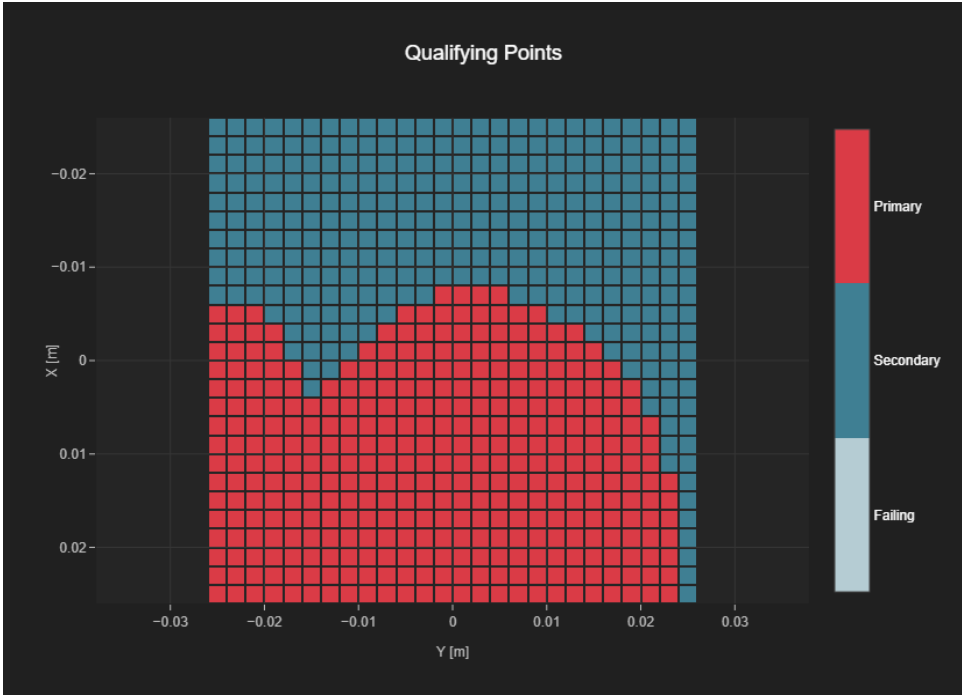 Qualifying Points
−0.02
−0.01
0
0.01
0.02
X [m]
−0.03
−0.02
−0.01
0
0.01
0.02
0.03
Y [m]
Primary
Secondary
Failing